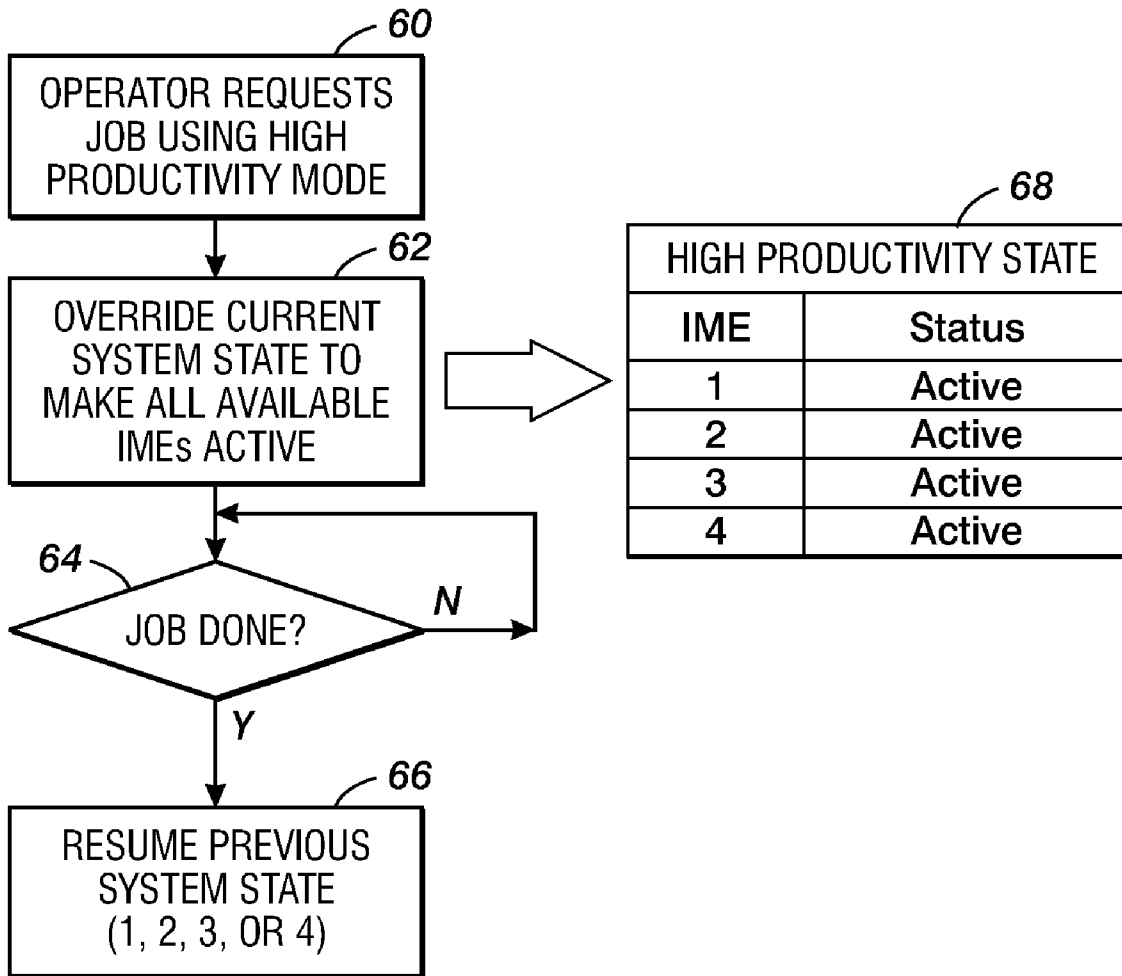 60
OPERATOR REQUESTS
JOB USING HIGH
PRODUCTIVITY MODE
62
OVERRIDE CURRENT
SYSTEM STATE TO
MAKE ALL AVAILABLE
IMEs ACTIVE
64
JOB DONE?
N
Y
66
RESUME PREVIOUS
SYSTEM STATE
(1, 2, 3, OR 4)
68
HIGH PRODUCTIVITY STATE
IME Status
1 Active
2 Active
3 Active
4 Active